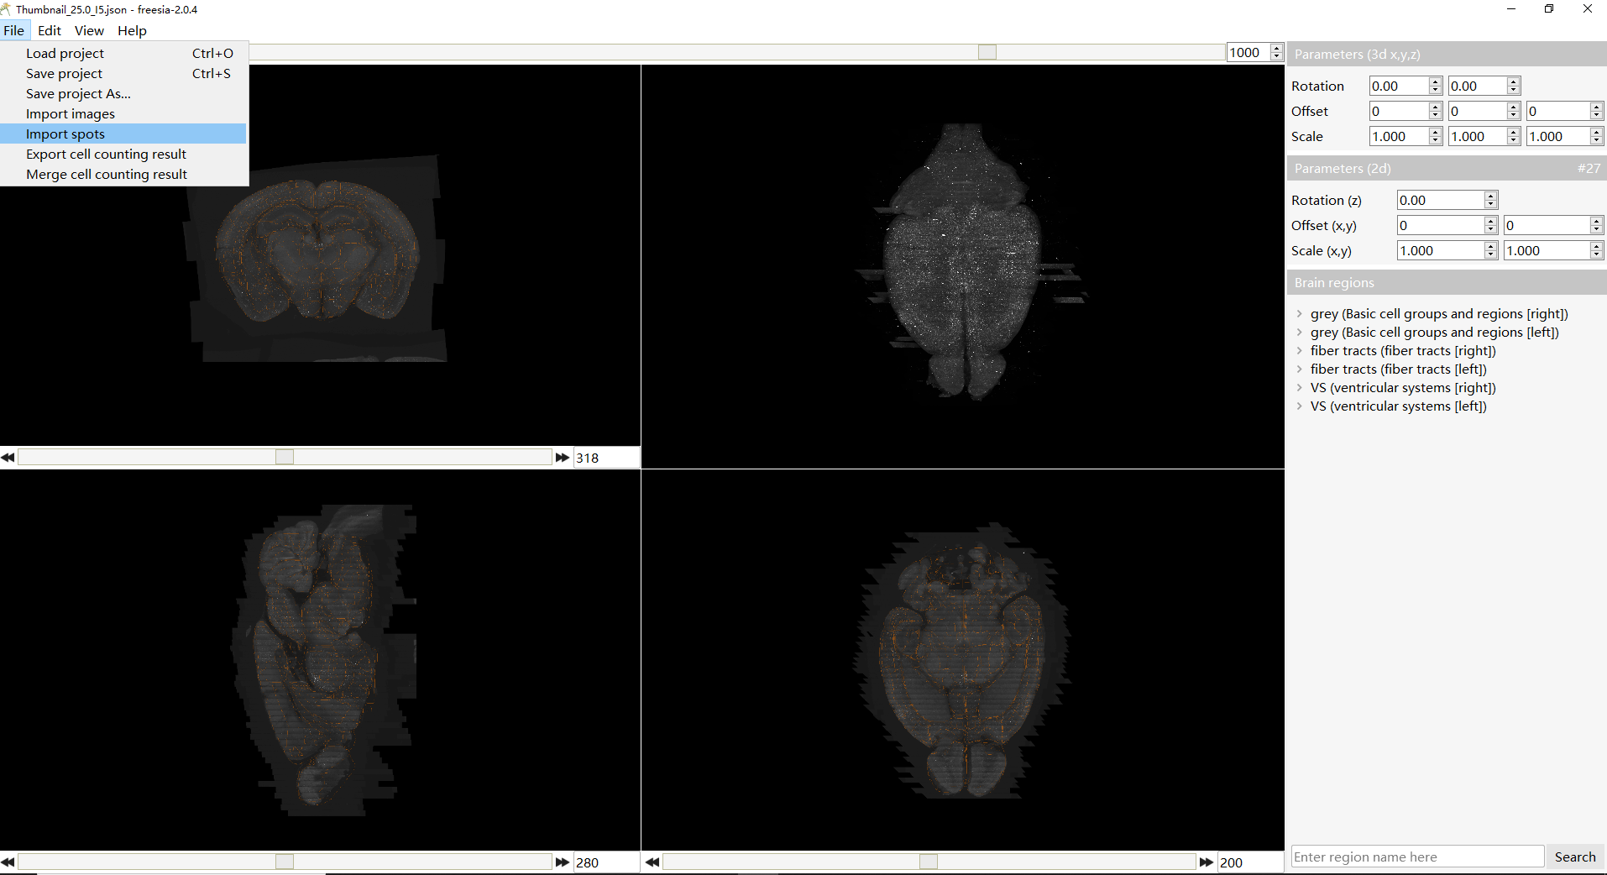 Thumbnail_25.0_I5.json - freesia-2.0.4
File Edit View Help
Load project Ctrl+O
Save project Ctrl+S
Save project As...
Import images
Import spots
Export cell counting result
Merge cell counting result
1000
Parameters (3d x,y,z)
Rotation 0.00 0.00
Offset 0 0 0
Scale 1.000 1.000 1.000
Parameters (2d) #27
Rotation (z) 0.00
Offset (x,y) 0 0
Scale (x,y) 1.000 1.000
Brain regions
grey (Basic cell groups and regions [right])
grey (Basic cell groups and regions [left])
fiber tracts (fiber tracts [right])
fiber tracts (fiber tracts [left])
VS (ventricular systems [right])
VS (ventricular systems [left])
318
280
200
Enter region name here Search